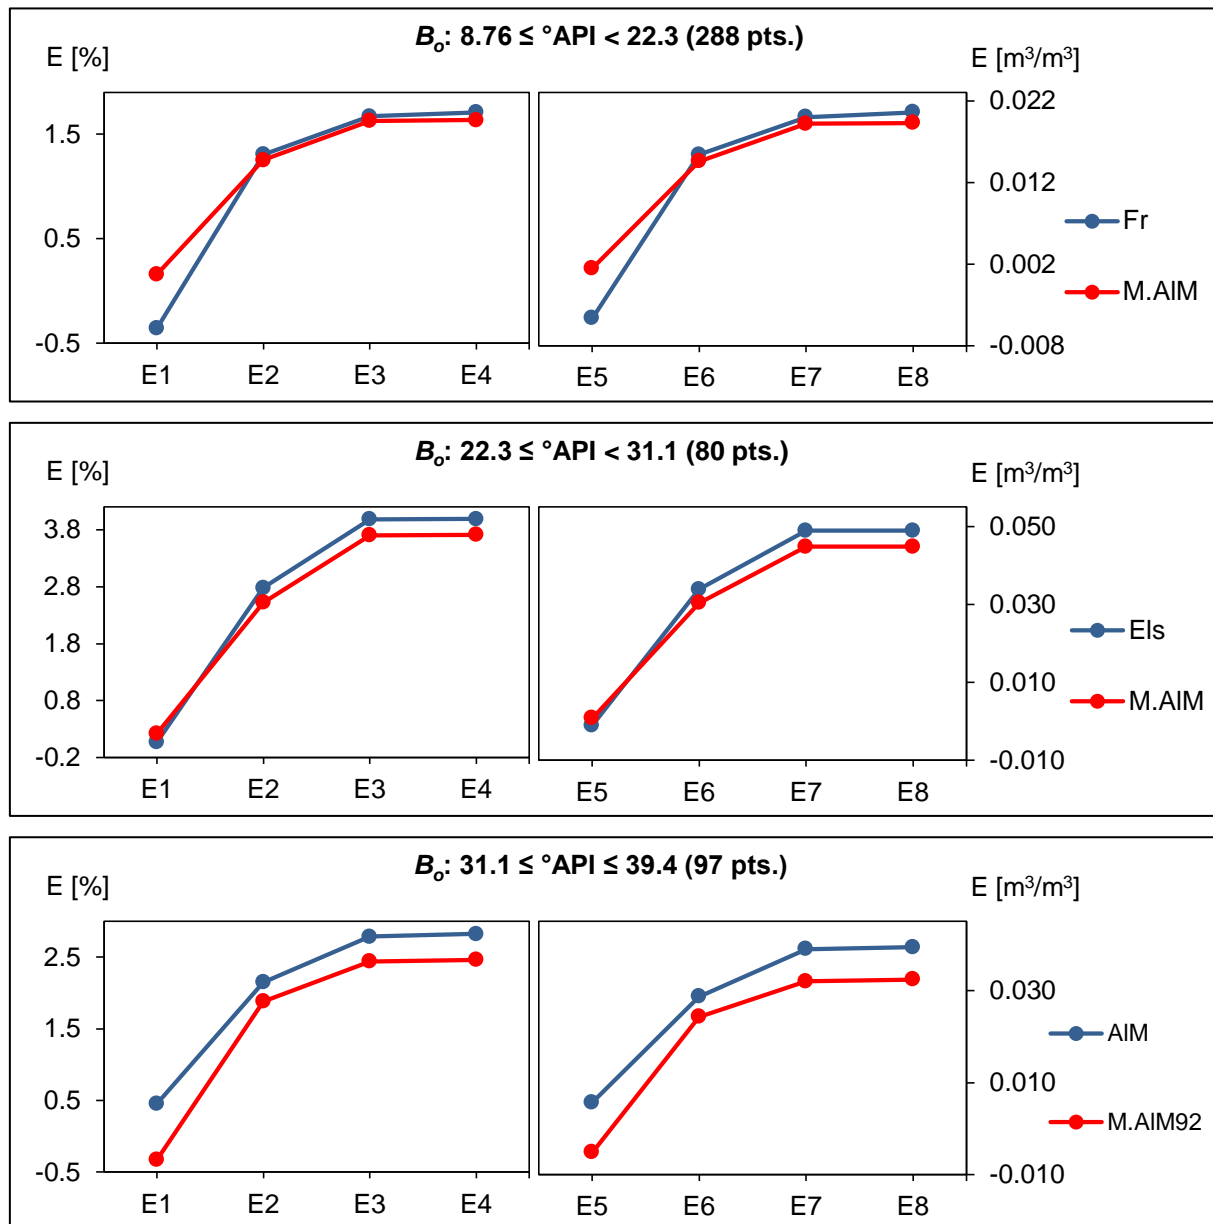 Bo: 8.76 ≤ °API < 22.3 (288 pts.)
E [%]
E [m³/m³]
1.5
0.5
-0.5
E1 E2 E3 E4
E5 E6 E7 E8
0.022
0.012
0.002
-0.008
Fr
M.AlM
Bo: 22.3 ≤ °API < 31.1 (80 pts.)
E [%]
E [m³/m³]
3.8
2.8
1.8
0.8
-0.2
E1 E2 E3 E4
E5 E6 E7 E8
0.050
0.030
0.010
-0.010
Els
M.AlM
Bo: 31.1 ≤ °API ≤ 39.4 (97 pts.)
E [%]
E [m³/m³]
2.5
1.5
0.5
-0.5
E1 E2 E3 E4
E5 E6 E7 E8
0.030
0.010
-0.010
AlM
M.AlM92